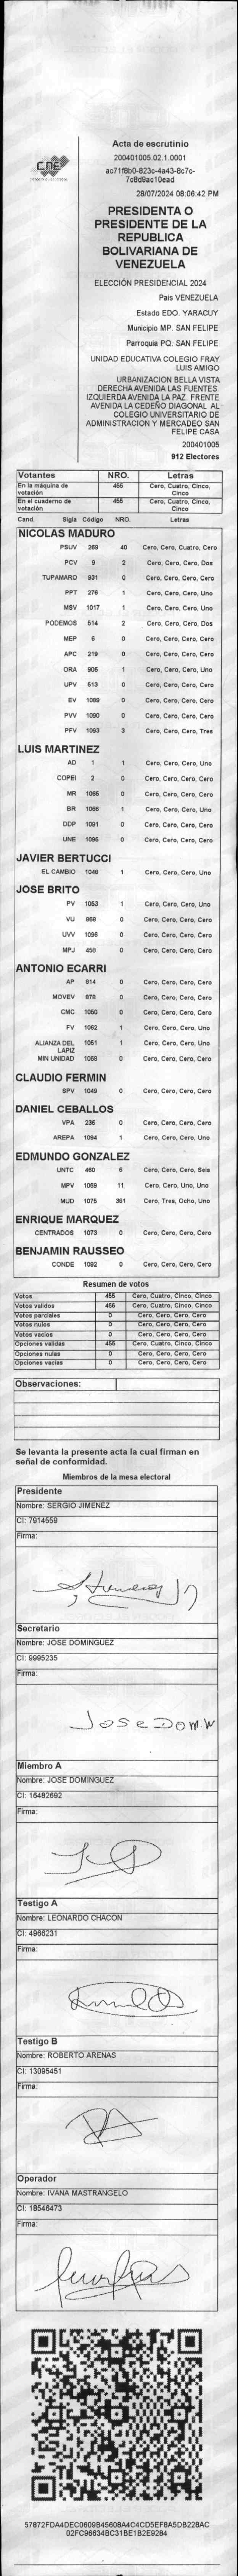 CNE
Acta de escrutinio
200401005.02.1.0001
ac71f8b0-823c-4a43-8c7c-
7c8d9ac10ead
28/07/2024 08:06:42 PM
PRESIDENTA O
PRESIDENTE DE LA
REPUBLICA
BOLIVARIANA DE
VENEZUELA
ELECCIÓN PRESIDENCIAL 2024
Pais VENEZUELA
Estado EDO. YARACUY
Municipio MP. SAN FELIPE
Parroquia PQ. SAN FELIPE
UNIDAD EDUCATIVA COLEGIO FRAY
LUIS AMIGO
URBANIZACION BELLA VISTA
DERECHA AVENIDA LAS FUENTES.
IZQUIERDA AVENIDA LA PAZ. FRENTE
AVENIDA LA CEDEÑO DIAGONAL AL
COLEGIO UNIVERSITARIO DE
ADMINISTRACION Y MERCADEO SAN
FELIPE CASA
200401005
912 Electores
Votantes NRO. Letras
En la máquina de votación 455 Cero, Cuatro, Cinco, Cinco
En el cuaderno de votación 455 Cero, Cuatro, Cinco, Cinco
Cand. Sigla Código NRO. Letras
NICOLAS MADURO
PSUV 269 40 Cero, Cero, Cuatro, Cero
PCV 9 2 Cero, Cero, Cero, Dos
TUPAMARO 931 0 Cero, Cero, Cero, Cero
PPT 276 1 Cero, Cero, Cero, Uno
MSV 1017 1 Cero, Cero, Cero, Uno
PODEMOS 514 2 Cero, Cero, Cero, Dos
MEP 6 0 Cero, Cero, Cero, Cero
APC 219 0 Cero, Cero, Cero, Cero
ORA 906 1 Cero, Cero, Cero, Uno
UPV 513 0 Cero, Cero, Cero, Cero
EV 1089 0 Cero, Cero, Cero, Cero
PVV 1090 0 Cero, Cero, Cero, Cero
PFV 1093 3 Cero, Cero, Cero, Tres
LUIS MARTINEZ
AD 1 1 Cero, Cero, Cero, Uno
COPEI 2 0 Cero, Cero, Cero, Cero
MR 1065 0 Cero, Cero, Cero, Cero
BR 1066 1 Cero, Cero, Cero, Uno
DDP 1091 0 Cero, Cero, Cero, Cero
UNE 1095 0 Cero, Cero, Cero, Cero
JAVIER BERTUCCI
EL CAMBIO 1048 1 Cero, Cero, Cero, Uno
JOSE BRITO
PV 1053 1 Cero, Cero, Cero, Uno
VU 868 0 Cero, Cero, Cero, Cero
UVV 1096 0 Cero, Cero, Cero, Cero
MPJ 456 0 Cero, Cero, Cero, Cero
ANTONIO ECARRI
AP 814 0 Cero, Cero, Cero, Cero
MOVEV 878 0 Cero, Cero, Cero, Cero
CMC 1050 0 Cero, Cero, Cero, Cero
FV 1062 1 Cero, Cero, Cero, Uno
ALIANZA DEL LAPIZ 1051 1 Cero, Cero, Cero, Uno
MIN UNIDAD 1068 0 Cero, Cero, Cero, Cero
CLAUDIO FERMIN
SPV 1049 0 Cero, Cero, Cero, Cero
DANIEL CEBALLOS
VPA 236 0 Cero, Cero, Cero, Cero
AREPA 1094 1 Cero, Cero, Cero, Uno
EDMUNDO GONZALEZ
UNTC 460 6 Cero, Cero, Cero, Seis
MPV 1069 11 Cero, Cero, Uno, Uno
MUD 1075 381 Cero, Tres, Ocho, Uno
ENRIQUE MARQUEZ
CENTRADOS 1073 0 Cero, Cero, Cero, Cero
BENJAMIN RAUSSEO
CONDE 1092 0 Cero, Cero, Cero, Cero
Resumen de votos
Votos 455 Cero, Cuatro, Cinco, Cinco
Votos validos 455 Cero, Cuatro, Cinco, Cinco
Votos parciales 0 Cero, Cero, Cero, Cero
Votos nulos 0 Cero, Cero, Cero, Cero
Votos vacios 0 Cero, Cero, Cero, Cero
Opciones validas 455 Cero, Cuatro, Cinco, Cinco
Opciones nulas 0 Cero, Cero, Cero, Cero
Opciones vacias 0 Cero, Cero, Cero, Cero
Observaciones:
Se levanta la presente acta la cual firman en
señal de conformidad.
Miembros de la mesa electoral
Presidente
Nombre: SERGIO JIMENEZ
CI: 7914559
Firma:
Secretario
Nombre: JOSE DOMINGUEZ
CI: 9995235
Firma:
Jose Dom.
Miembro A
Nombre: JOSE DOMINGUEZ
CI: 16482692
Firma:
Testigo A
Nombre: LEONARDO CHACON
CI: 4966231
Firma:
Testigo B
Nombre: ROBERTO ARENAS
CI: 13095451
Firma:
Operador
Nombre: IVANA MASTRANGELO
CI: 18546473
Firma:
57872FDA4DEC0609B45608A4C4CD5EF8A5DB228AC
02FC96634BC31BE1B2E9284